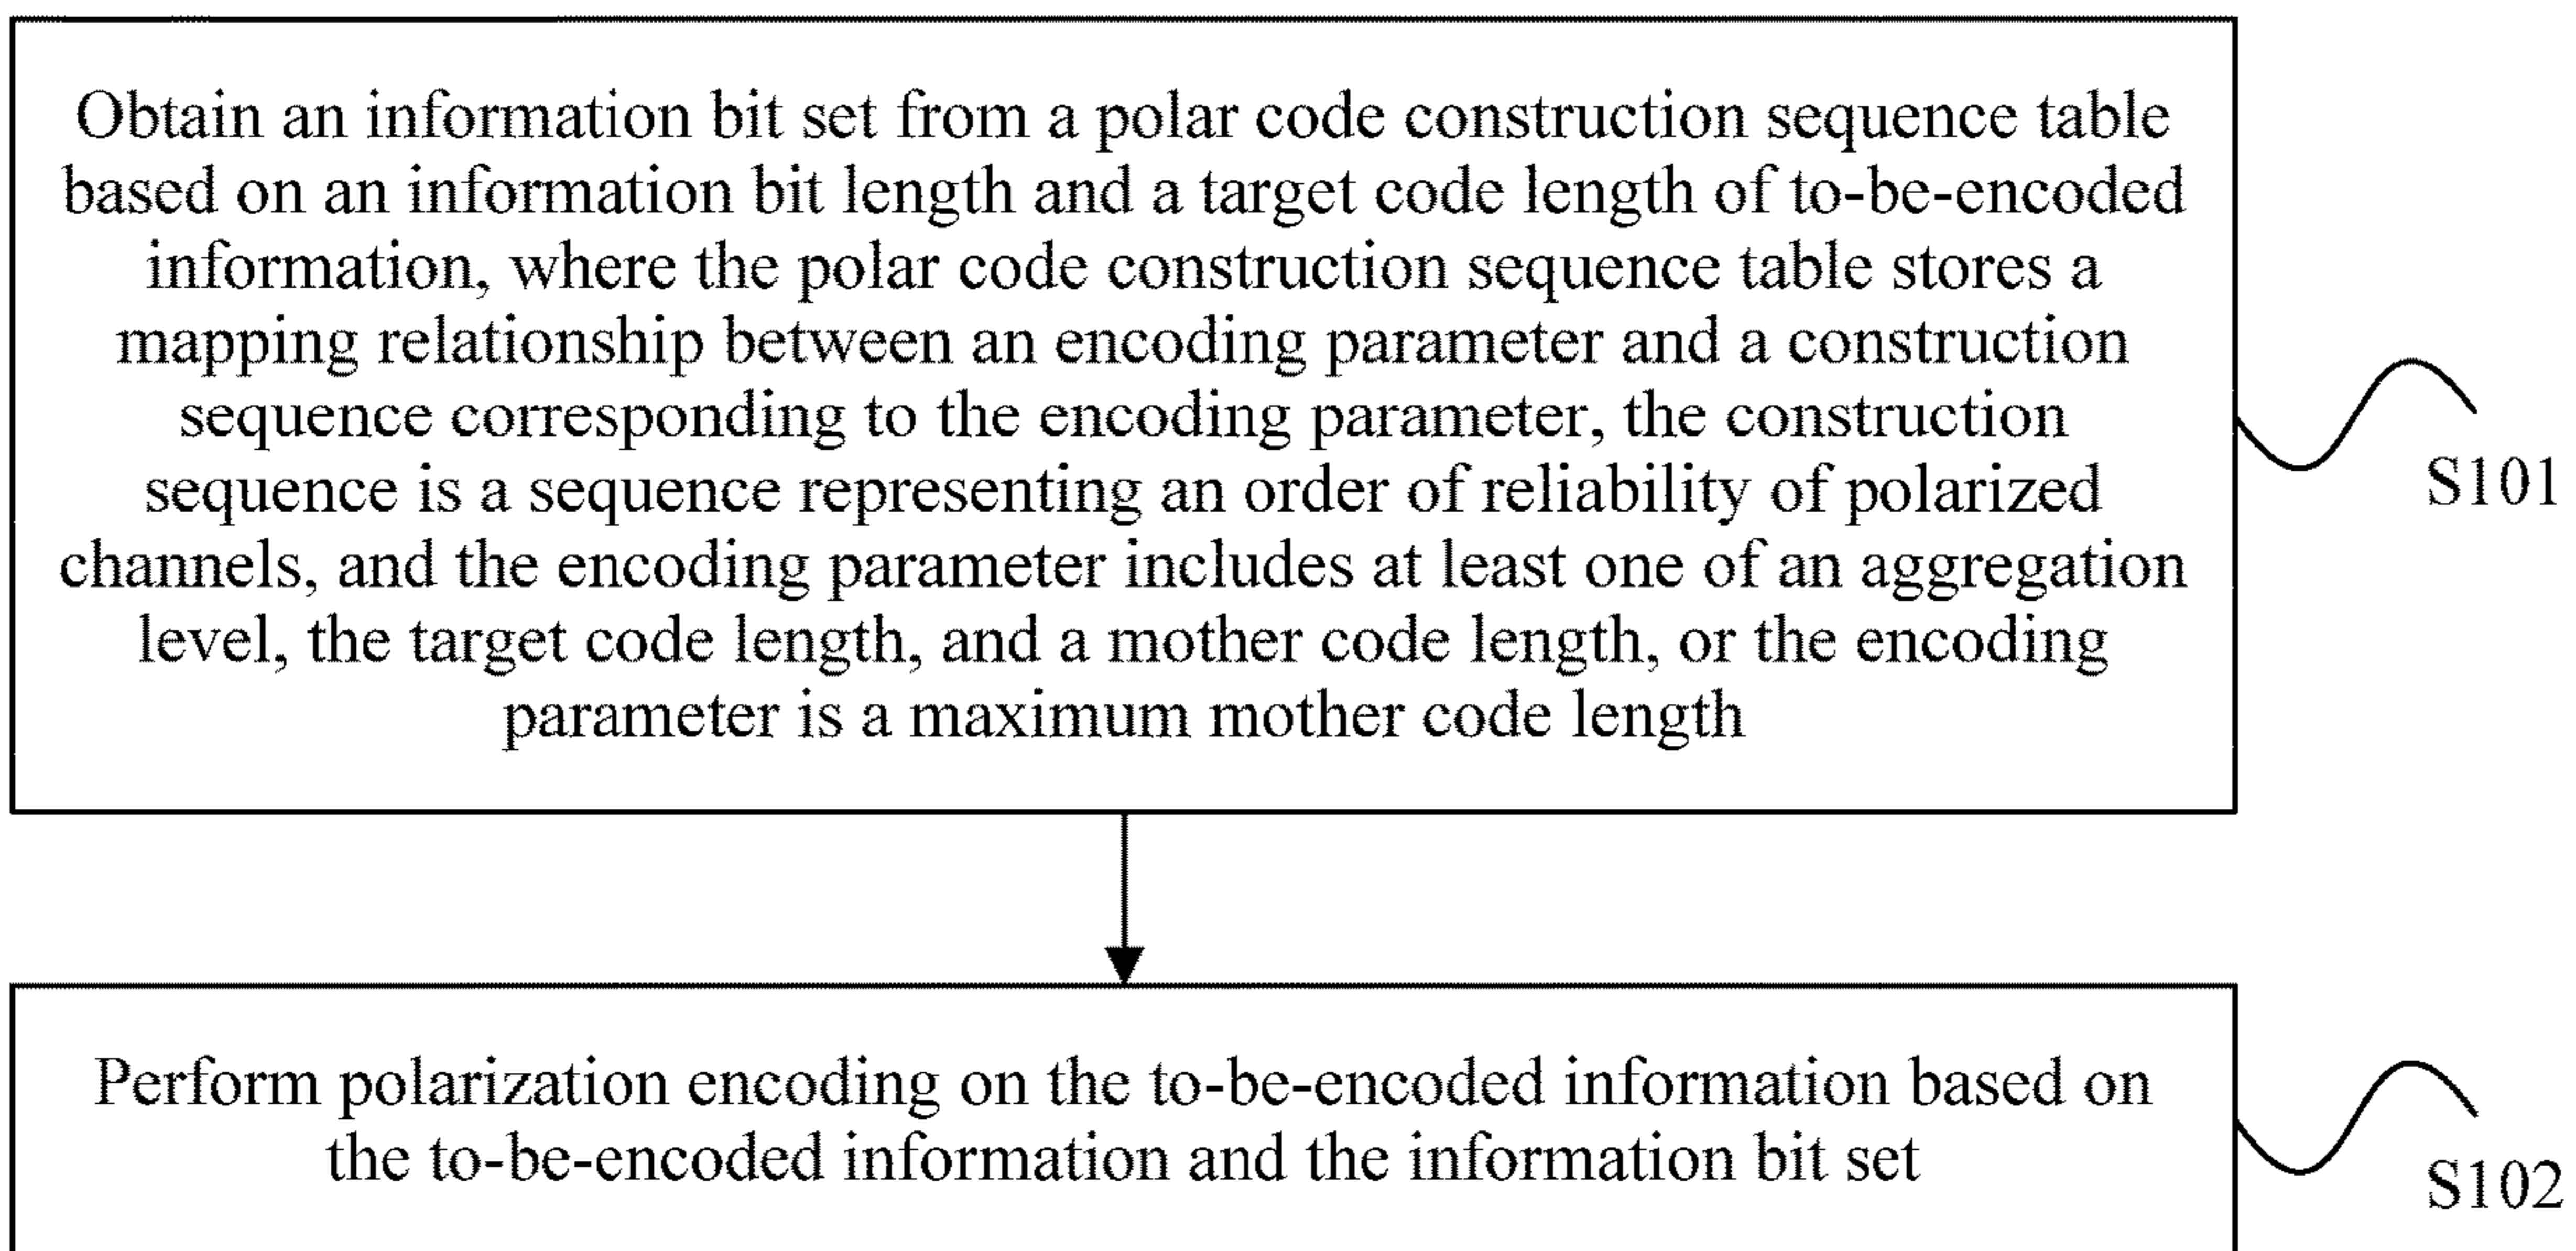 Obtain an information bit set from a polar code construction sequence table
based on an information bit length and a target code length of to-be-encoded
information, where the polar code construction sequence table stores a
mapping relationship between an encoding parameter and a construction
sequence corresponding to the encoding parameter, the construction
sequence is a sequence representing an order of reliability of polarized
channels, and the encoding parameter includes at least one of an aggregation
level, the target code length, and a mother code length, or the encoding
parameter is a maximum mother code length
S101
Perform polarization encoding on the to-be-encoded information based on
the to-be-encoded information and the information bit set
S102